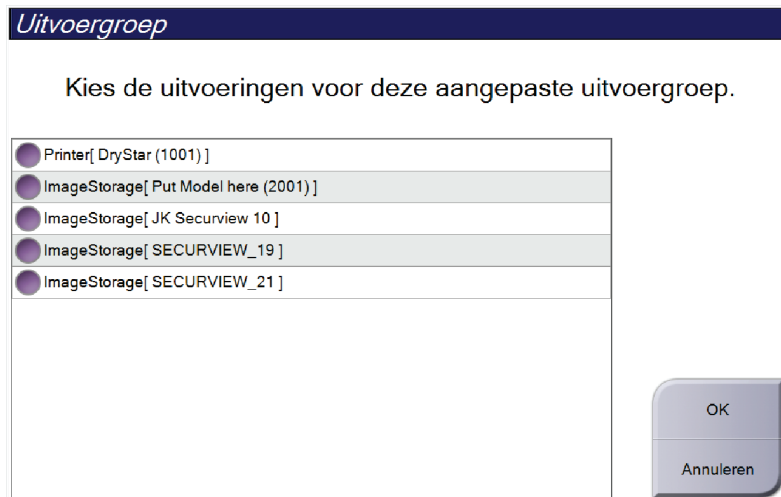 Uitvoergroep
Kies de uitvoeringen voor deze aangepaste uitvoergroep.
Printer[ DryStar (1001) ]
ImageStorage[ Put Model here (2001) ]
ImageStorage[ JK Securview 10 ]
ImageStorage[ SECURVIEW_19 ]
ImageStorage[ SECURVIEW_21 ]
OK
Annuleren